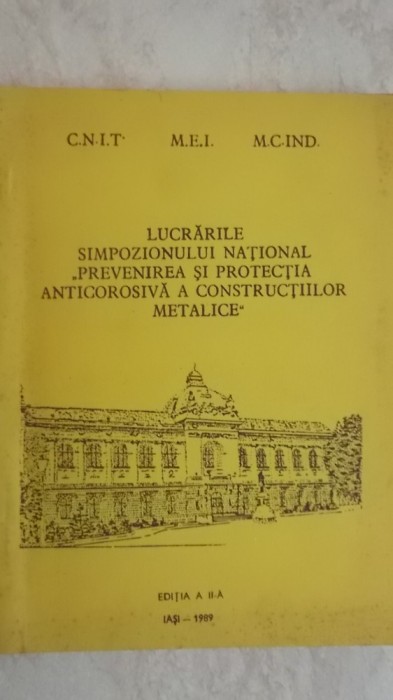 C.N.I.T. M.E.I. M.C.IND.
LUCRĂRILE
SIMPOZIONULUI NAȚIONAL
„PREVENIREA ȘI PROTECȚIA
ANTICOROSIVĂ A CONSTRUCȚIILOR
METALICE"
EDIȚIA A II-A
IAȘI — 1989